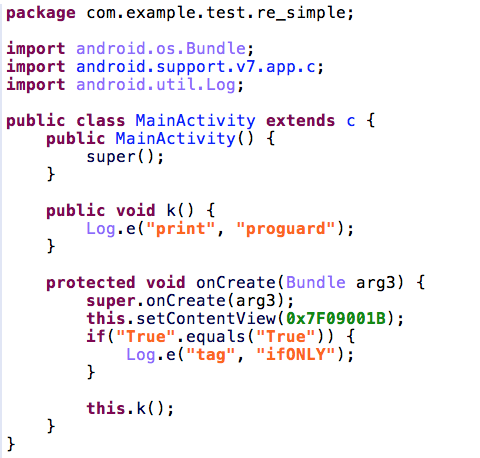 package com.example.test.re_simple;
import android.os.Bundle;
import android.support.v7.app.c;
import android.util.Log;
public class MainActivity extends c {
public MainActivity() {
super();
}
public void k() {
Log.e("print", "proguard");
}
protected void onCreate(Bundle arg3) {
super.onCreate(arg3);
this.setContentView(0x7F09001B);
if("True".equals("True")) {
Log.e("tag", "ifONLY");
}
this.k();
}
}